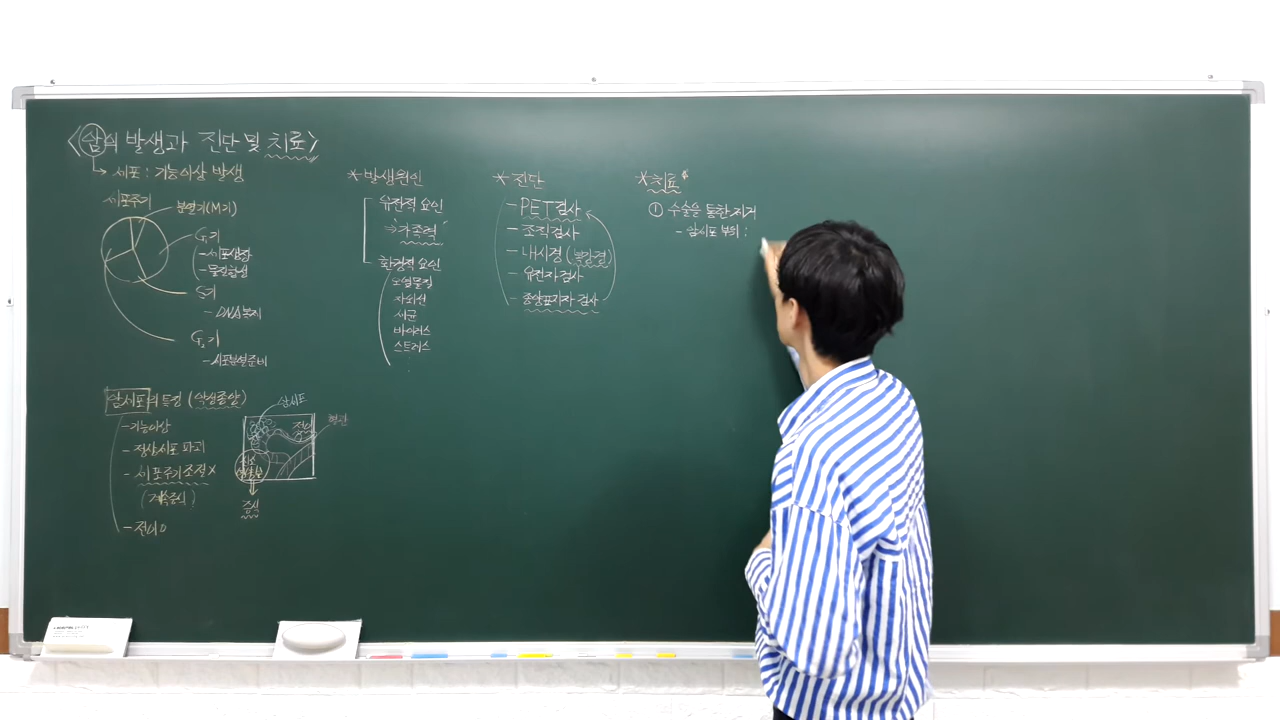 <암의 발생과 진단 및 치료>
세포 : 기능이상 발생
세포주기
분열기(M기)
G₁기
-세포생장
-물질합성
S기
-DNA복제
G₂기
-세포분열준비
암세포의 특징 (악성종양)
-기능이상
-정상세포 파괴
-세포주기조절X
(계속증식)
-전이O
암세포
혈관
전이
증식
*발생원인
유전적 요인
⇒가족력
환경적 요인
오염물질
자외선
세균
바이러스
스트레스
*진단
-PET검사
-조직검사
-내시경(복강경)
-유전자검사
-종양표지자 검사
*치료
① 수술을 통한 제거
- 암세포 부위 :